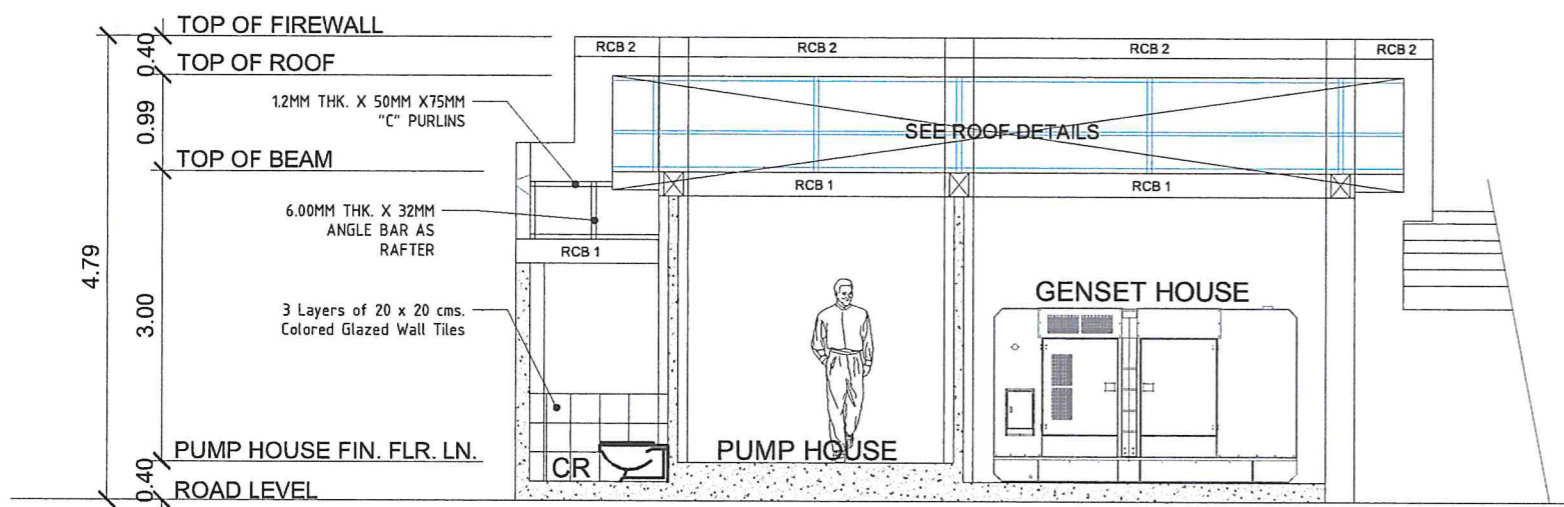 TOP OF FIREWALL
0.40
RCB 2
RCB 2
RCB 2
RCB 2
TOP OF ROOF
1.2MM THK. X 50MM X75MM
"C" PURLINS
0.99
SEE ROOF DETAILS
TOP OF BEAM
RCB 1
RCB 1
6.00MM THK. X 32MM
ANGLE BAR AS
RAFTER
RCB 1
4.79
3.00
GENSET HOUSE
3 Layers of 20 x 20 cms.
Colored Glazed Wall Tiles
PUMP HOUSE FIN. FLR. LN.
PUMP HOUSE
CR
0.40
ROAD LEVEL